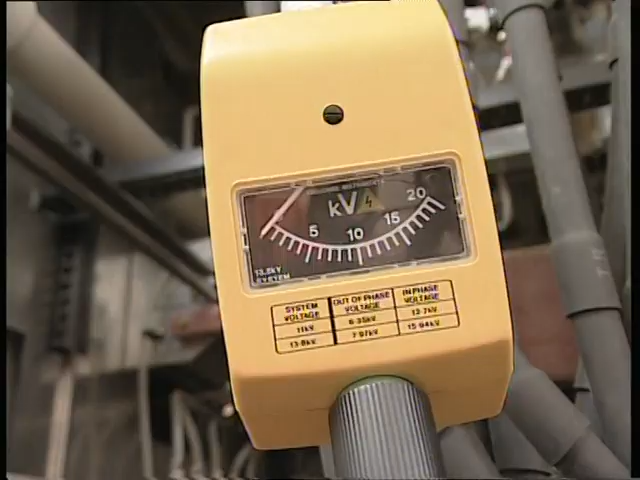 kV
5
10
15
20
13.8kV
SYSTEM
SYSTEM VOLTAGE
OUT OF PHASE VOLTAGE
IN PHASE VOLTAGE
11kV
6·35kV
12·7kV
13·8kV
7·97kV
15·94kV